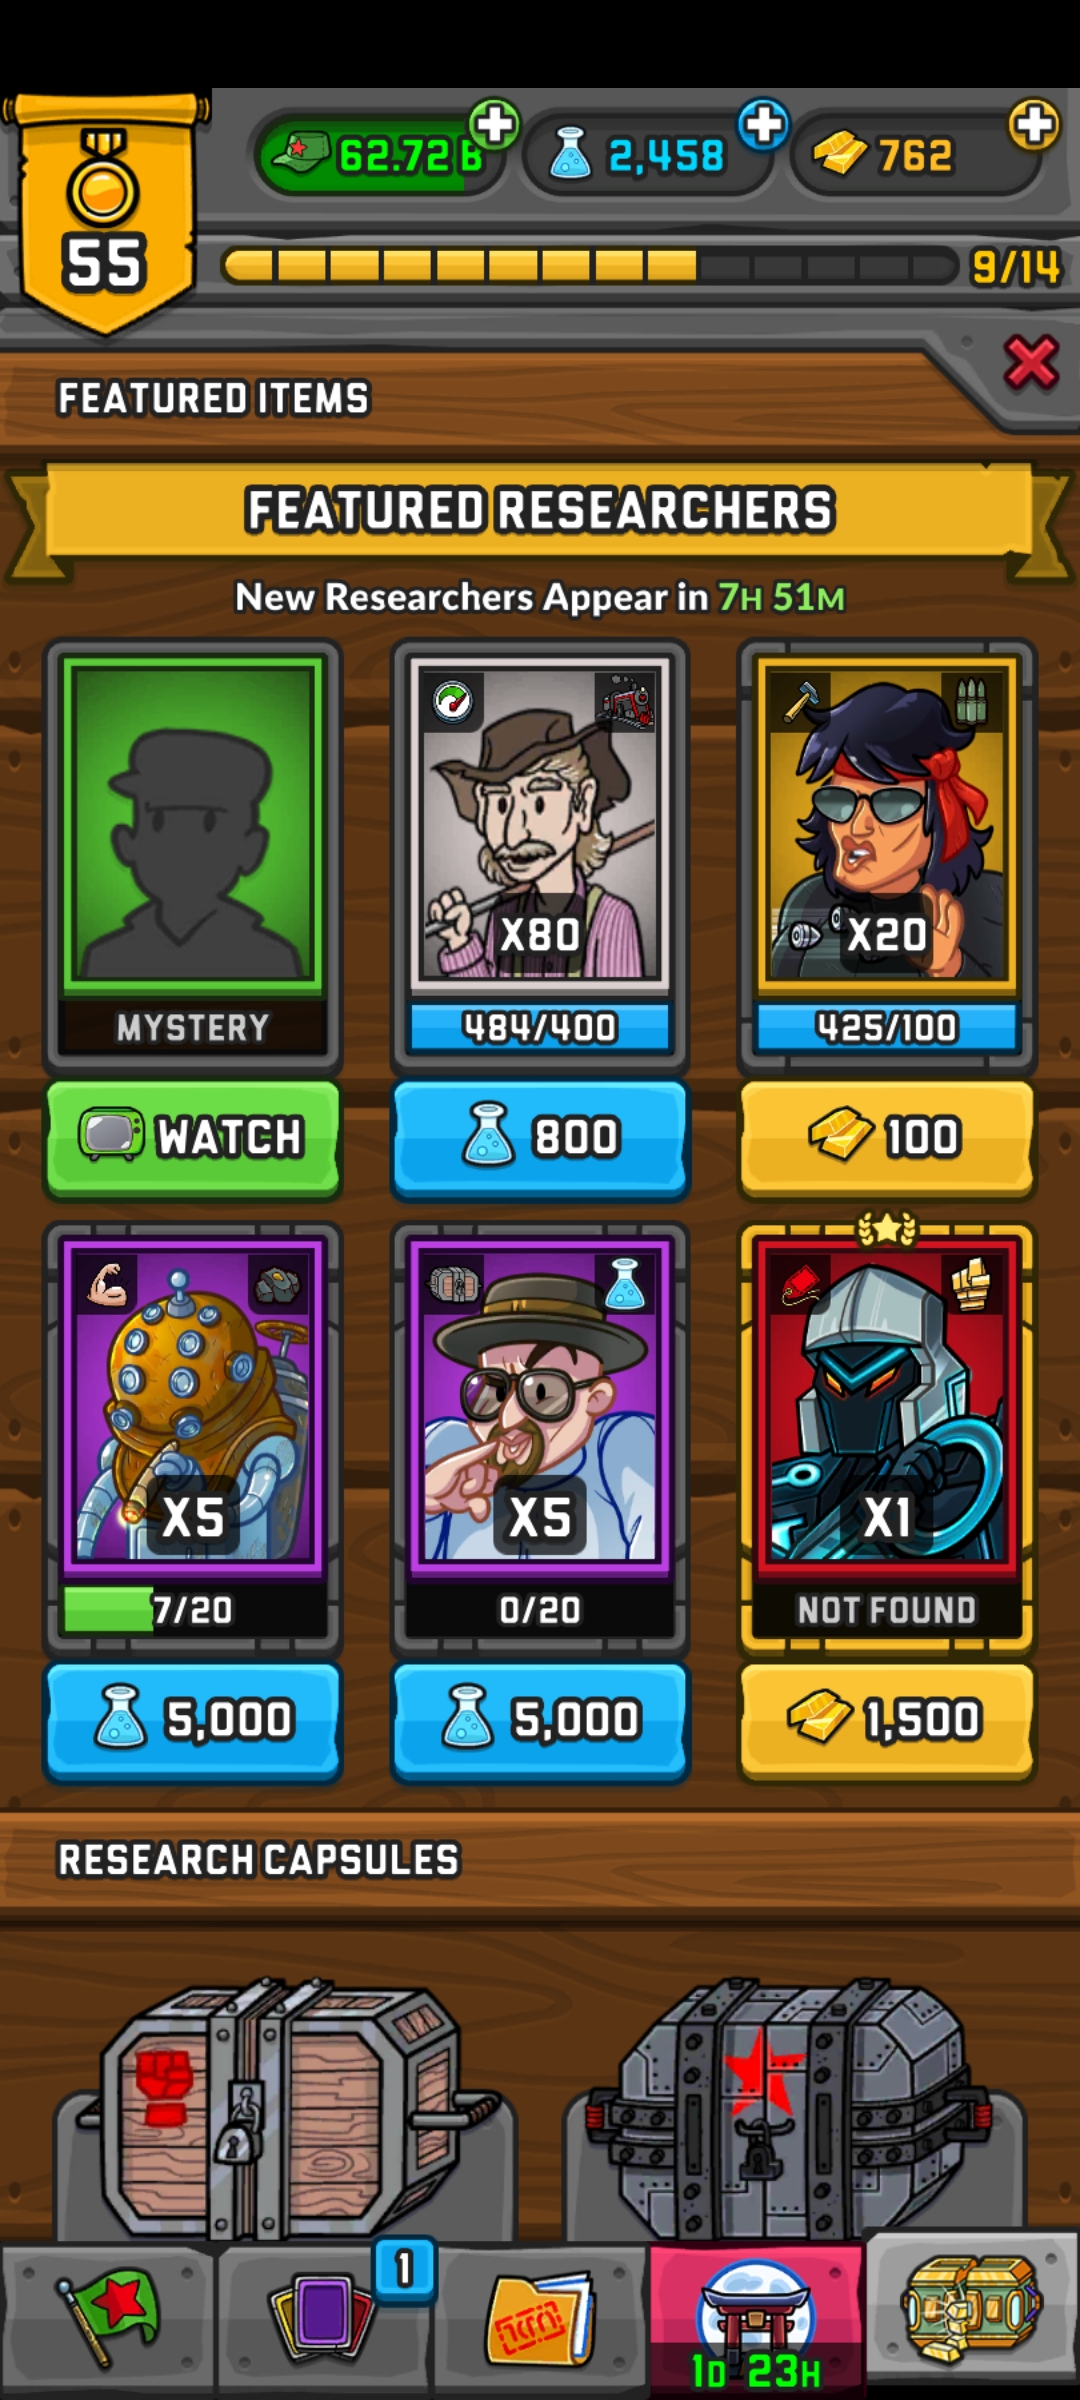 62.72 B
2,458
762
55
9/14
FEATURED ITEMS
FEATURED RESEARCHERS
New Researchers Appear in 7H 51M
X80
X20
MYSTERY
484/400
425/100
WATCH
800
100
X5
X5
X1
7/20
0/20
NOT FOUND
5,000
5,000
1,500
RESEARCH CAPSULES
1
1D 23H